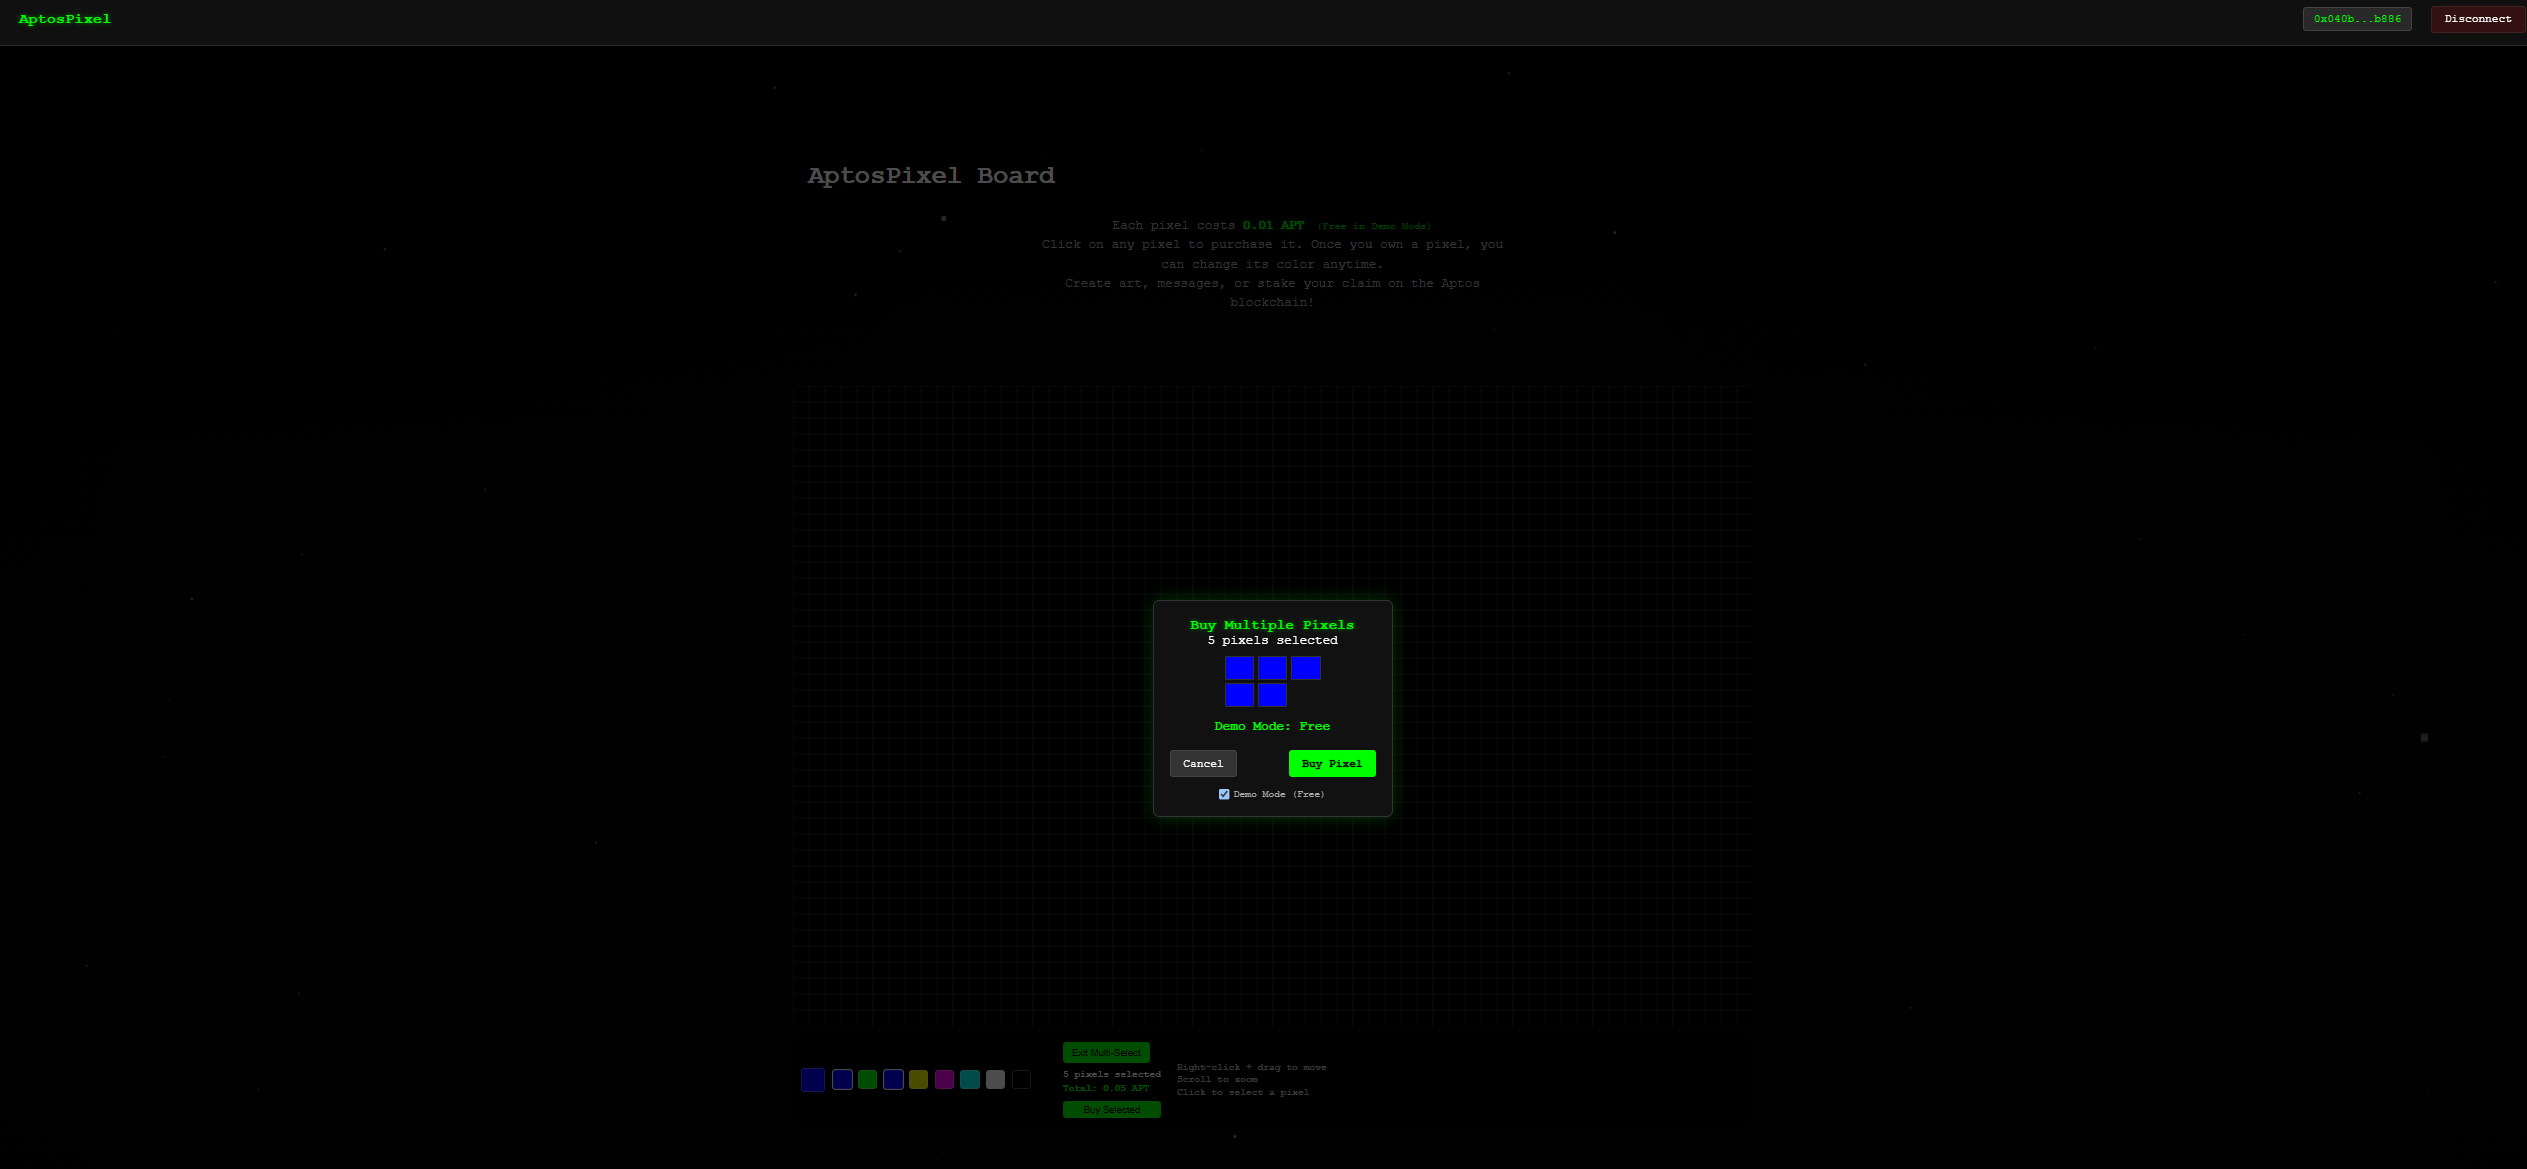 AptosPixel
0x040b...b886
Disconnect
AptosPixel Board
Each pixel costs 0.01 APT (Free in Demo Mode)
Click on any pixel to purchase it. Once you own a pixel, you
can change its color anytime.
Create art, messages, or stake your claim on the Aptos
blockchain!
Buy Multiple Pixels
5 pixels selected
Demo Mode: Free
Cancel
Buy Pixel
Demo Mode (Free)
Exit Multi-Select
5 pixels selected
Total: 0.05 APT
Buy Selected
Right-click + drag to move
Scroll to zoom
Click to select a pixel